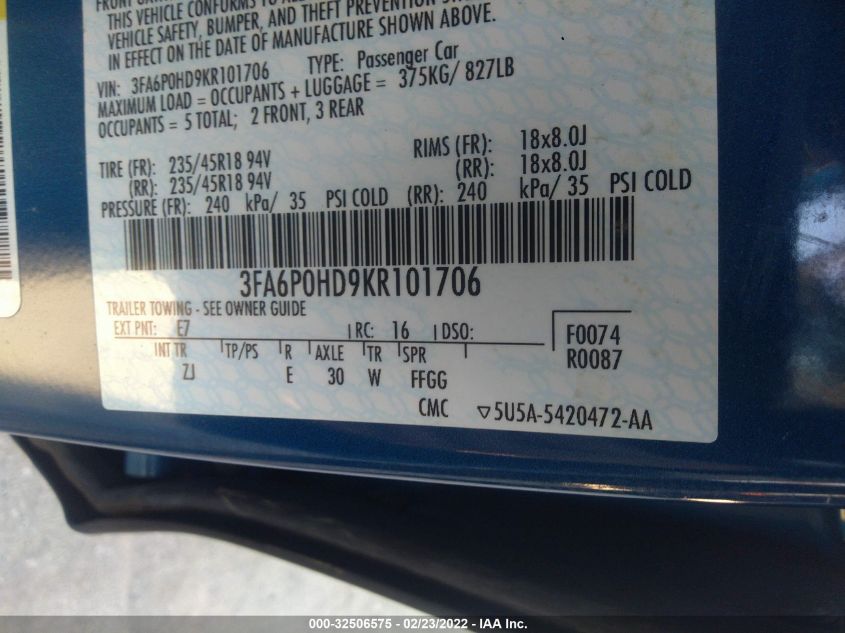 THIS VEHICLE CONFORMS TO
VEHICLE SAFETY, BUMPER, AND THEFT PREVENTION
IN EFFECT ON THE DATE OF MANUFACTURE SHOWN ABOVE.
VIN: 3FA6P0HD9KR101706 TYPE: Passenger Car
MAXIMUM LOAD = OCCUPANTS + LUGGAGE = 375KG/ 827LB
OCCUPANTS = 5 TOTAL; 2 FRONT, 3 REAR
TIRE (FR): 235/45R18 94V RIMS (FR): 18x8.0J
(RR): 235/45R18 94V (RR): 18x8.0J
PRESSURE (FR): 240 kPa/ 35 PSI COLD (RR): 240 kPa/ 35 PSI COLD
3FA6P0HD9KR101706
TRAILER TOWING - SEE OWNER GUIDE
EXT PNT: E7 RC: 16 DSO: F0074
INT TR TP/PS R AXLE TR SPR R0087
ZJ E 30 W FFGG
CMC ▽5U5A-5420472-AA
000-32506575 - 02/23/2022 - IAA Inc.